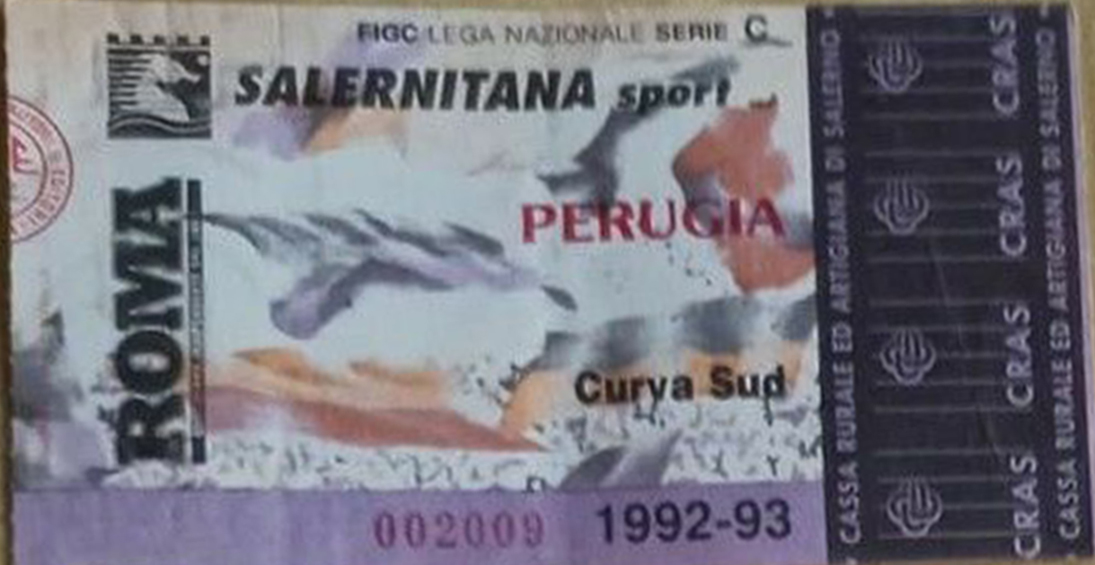 FIGC LEGA NAZIONALE SERIE C
SALERNITANA sport
ROMA
PERUGIA
Curva Sud
002009 1992-93
CASSA RURALE ED ARTIGIANA DI SALERNO
CRAS CRAS CRAS CRAS
CASSA RURALE ED ARTIGIANA DI SALERNO